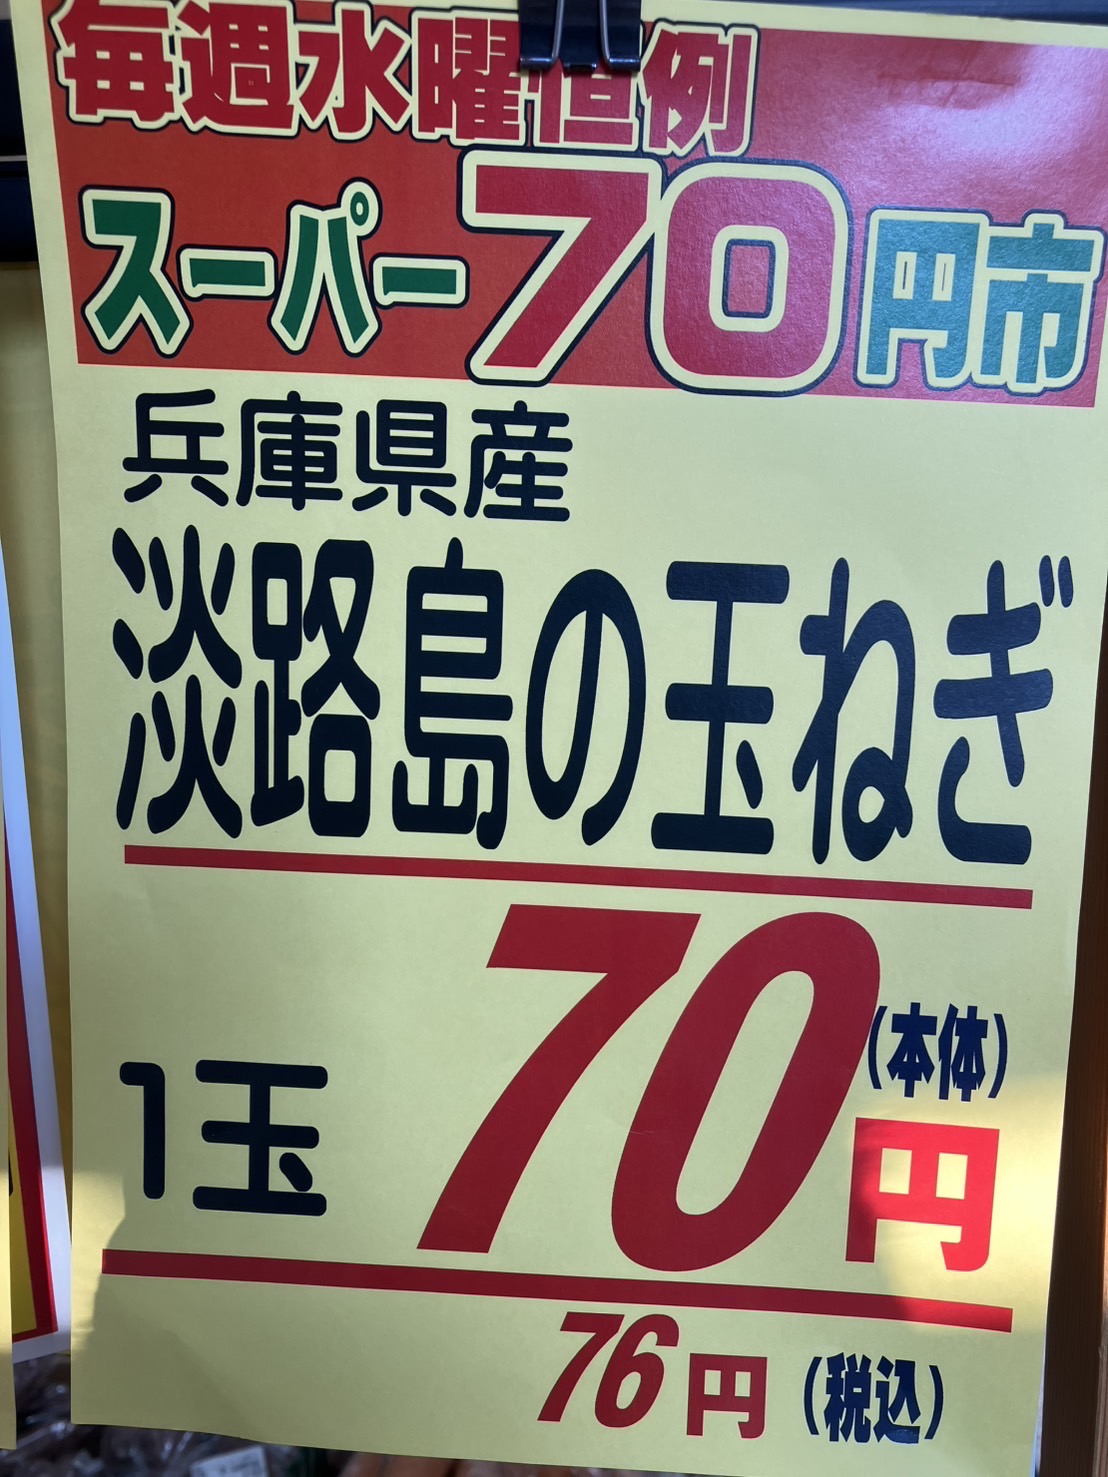 毎週水曜恒例
スーパー70円市
兵庫県産
淡路島の玉ねぎ
1玉 70円(本体)
76円(税込)